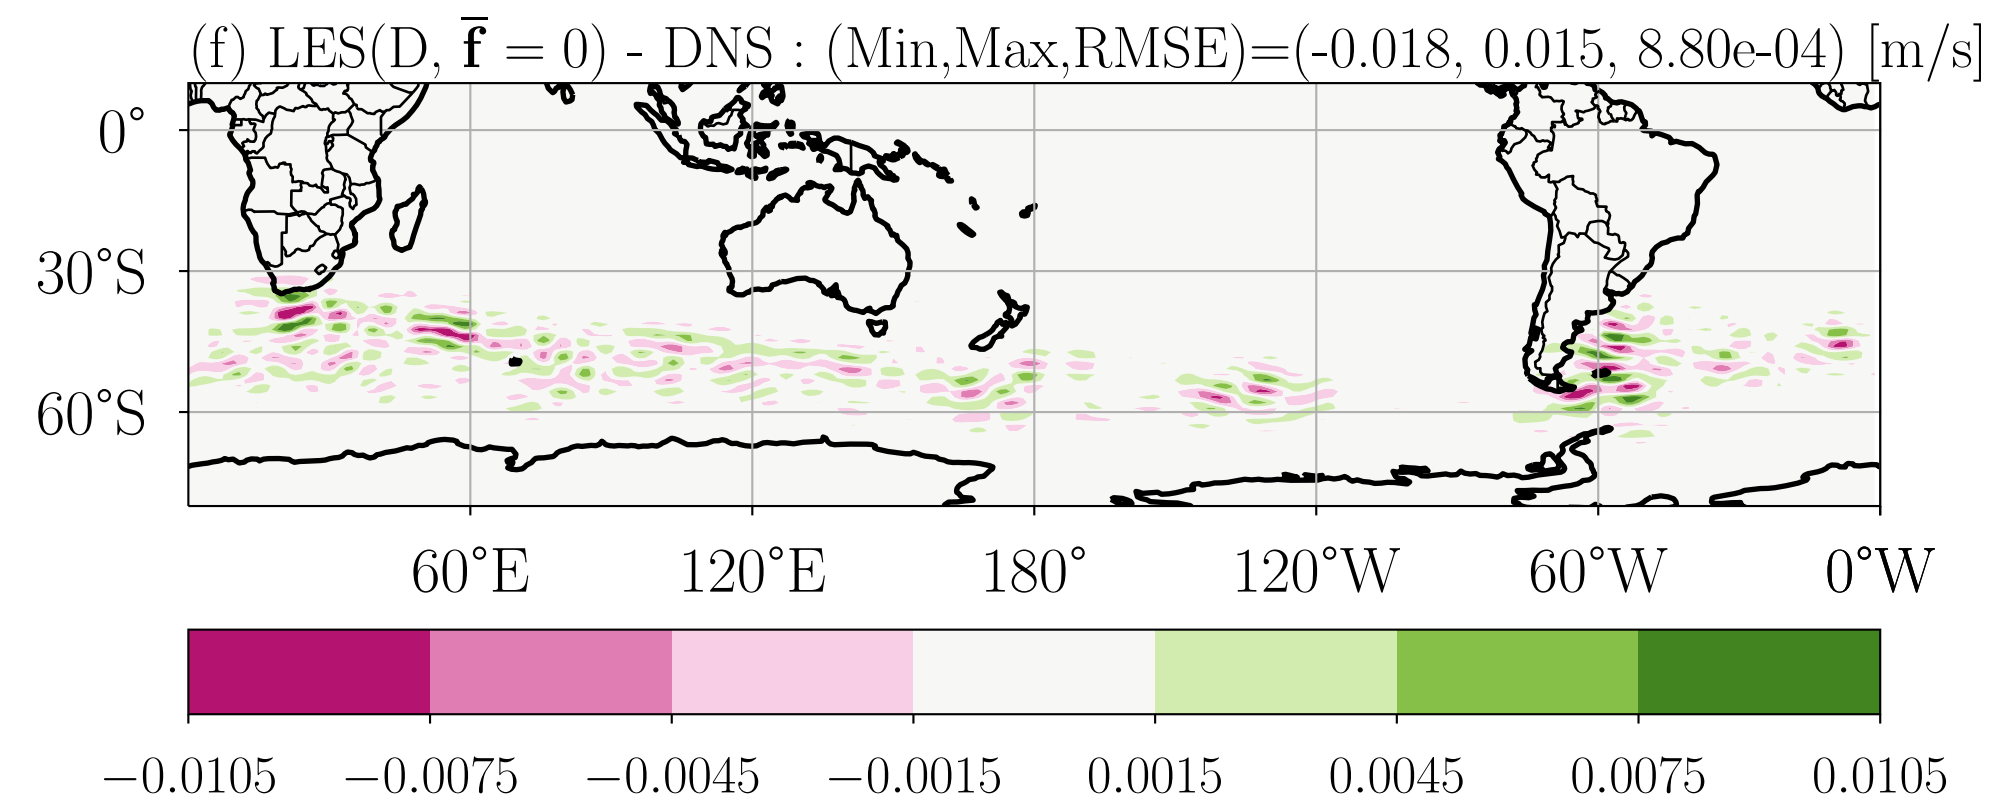 (f) LES(D, f̅ = 0) - DNS : (Min,Max,RMSE)=(-0.018, 0.015, 8.80e-04) [m/s]
0°
30°S
60°S
60°E 120°E 180° 120°W 60°W 0°W
−0.0105 −0.0075 −0.0045 −0.0015 0.0015 0.0045 0.0075 0.0105